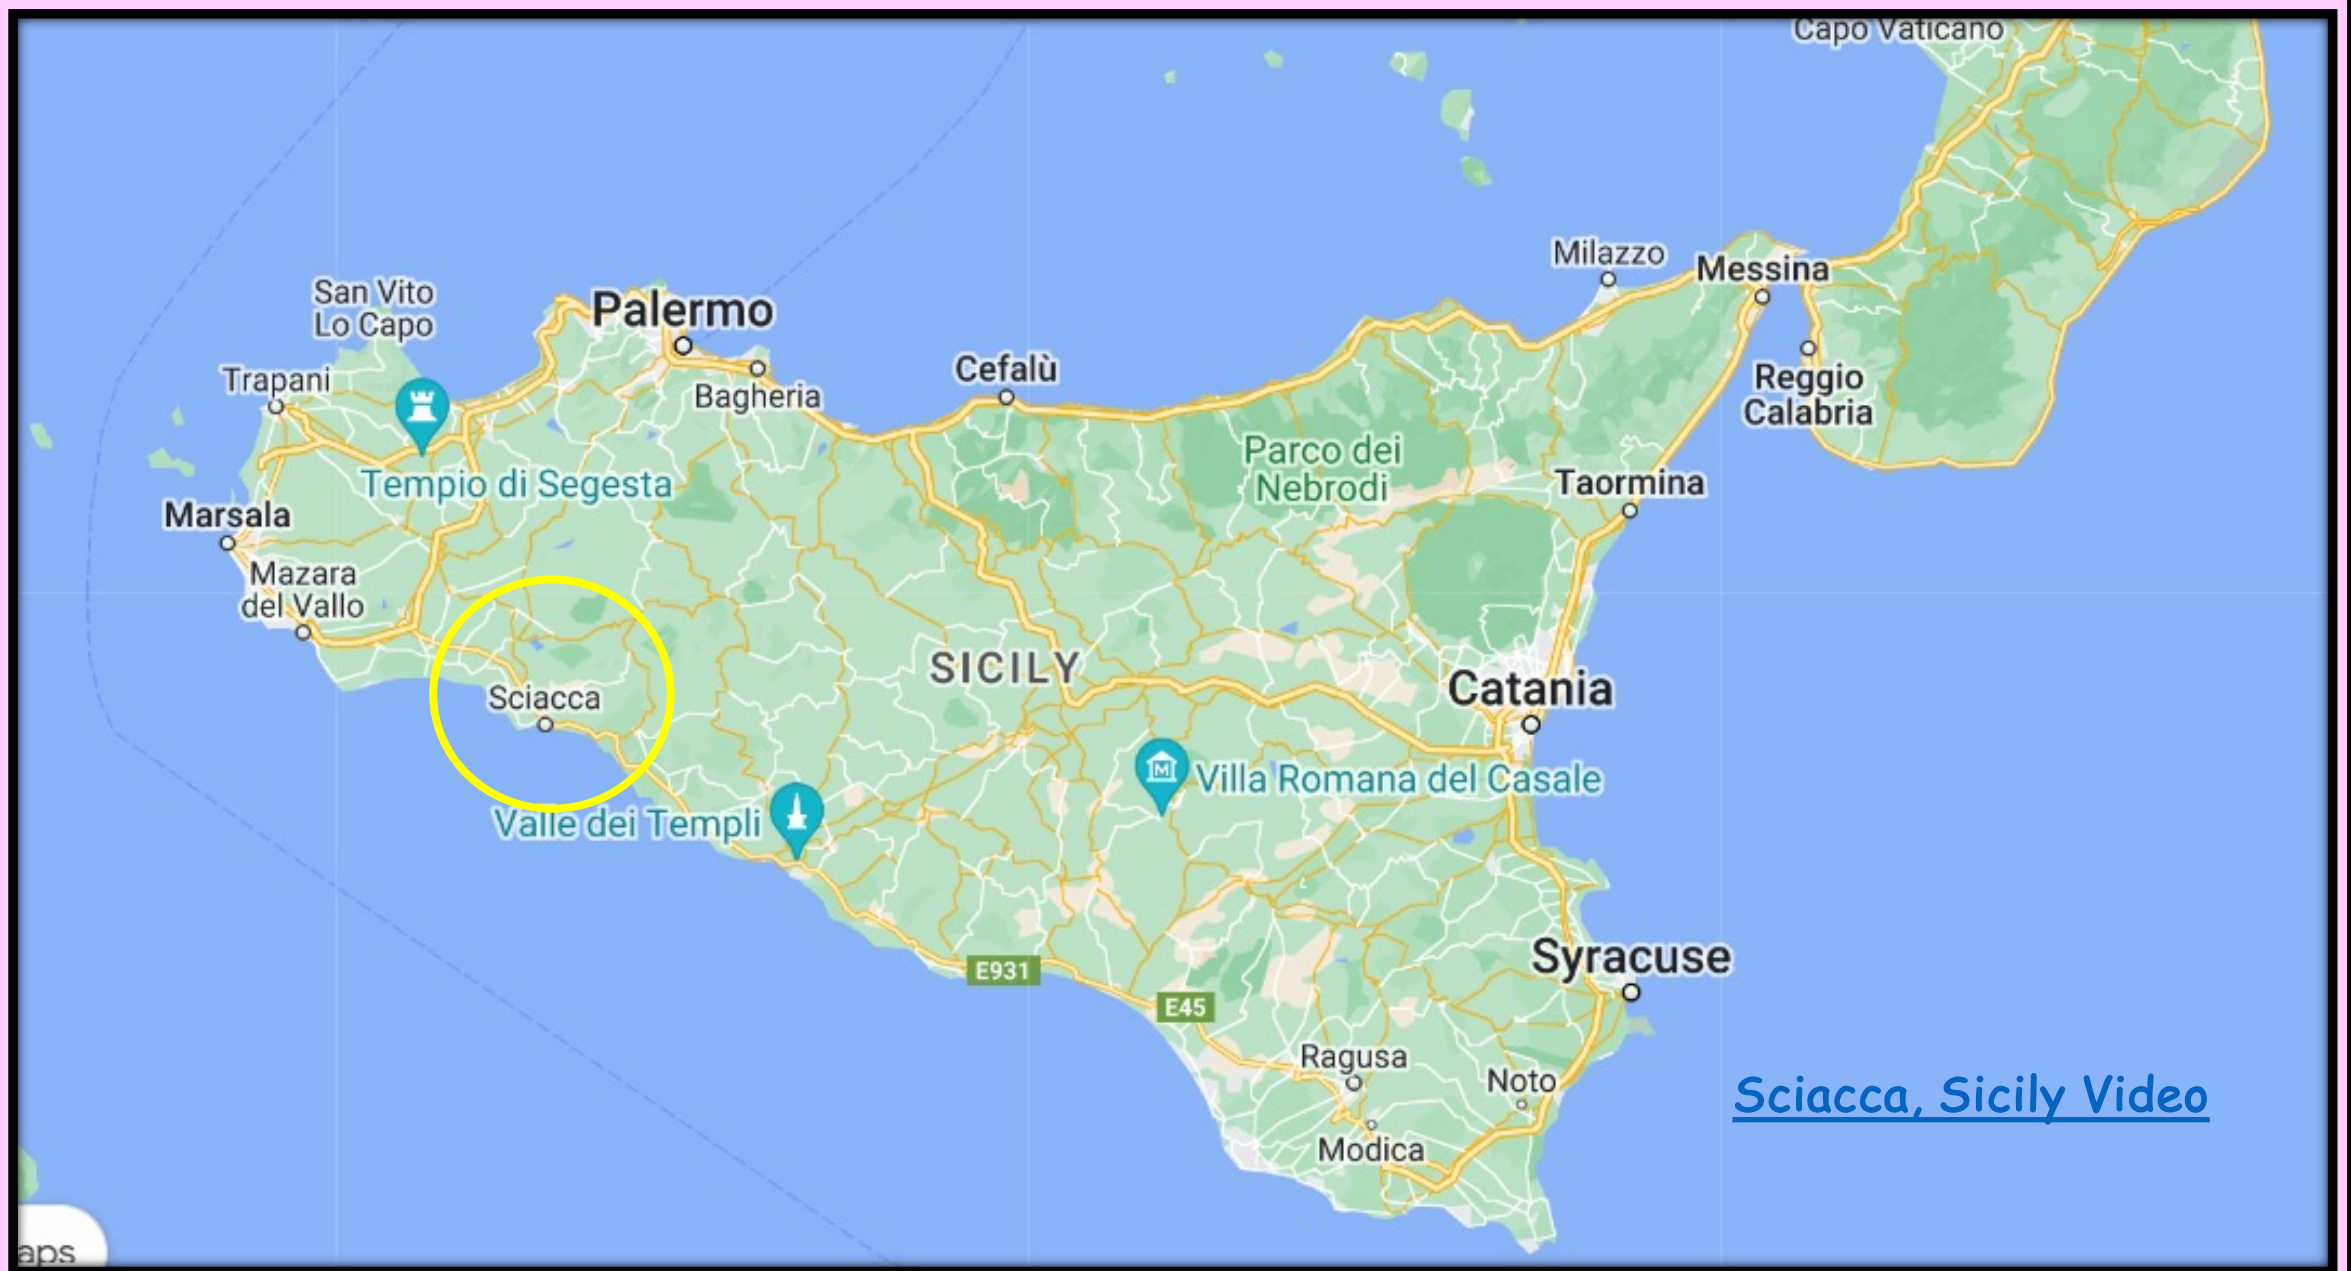 Capo Vaticano
Milazzo
Messina
San Vito
Lo Capo
Palermo
Cefalù
Trapani
Bagheria
Reggio
Calabria
Parco dei
Nebrodi
Tempio di Segesta
Taormina
Marsala
Mazara
del Vallo
SICILY
Sciacca
Catania
Villa Romana del Casale
Valle dei Templi
Syracuse
E931
E45
Ragusa
Noto
Sciacca, Sicily Video
Modica
aps